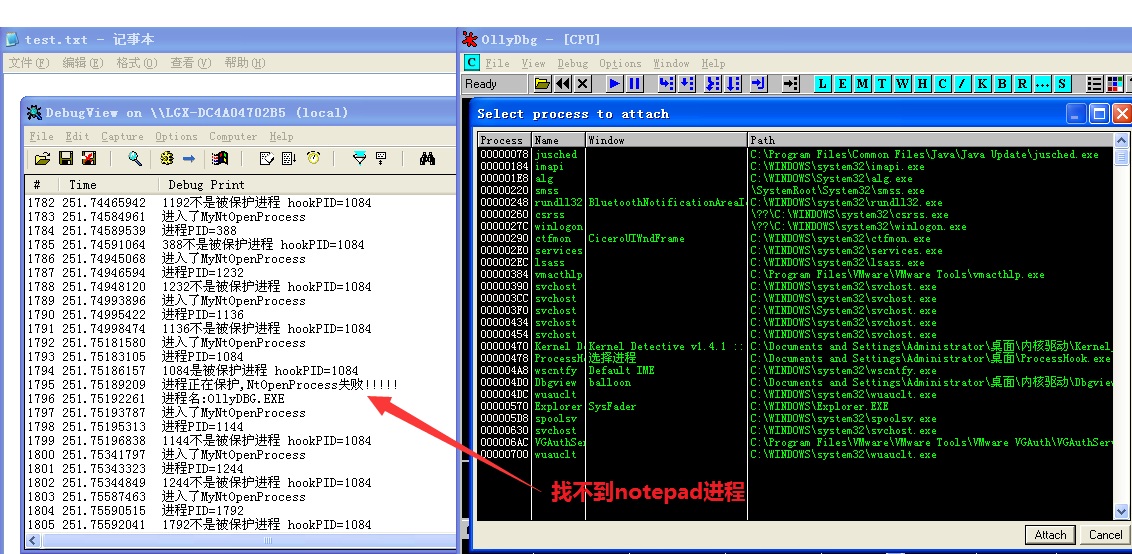 test.txt - 记事本
文件(F) 编辑(E) 格式(O) 查看(V) 帮助(H)
DebugView on \\LGX-DC4A04702B5 (local)
File Edit Capture Options Computer Help
# Time Debug Print
1782 251.74465942 1192不是被保护进程 hookPID=1084
1783 251.74584961 进入了MyNtOpenProcess
1784 251.74589539 进程PID=388
1785 251.74591064 388不是被保护进程 hookPID=1084
1786 251.74945068 进入了MyNtOpenProcess
1787 251.74946594 进程PID=1232
1788 251.74948120 1232不是被保护进程 hookPID=1084
1789 251.74993896 进入了MyNtOpenProcess
1790 251.74995422 进程PID=1136
1791 251.74998474 1136不是被保护进程 hookPID=1084
1792 251.75181580 进入了MyNtOpenProcess
1793 251.75183105 进程PID=1084
1794 251.75186157 1084是被保护进程 hookPID=1084
1795 251.75189209 进程正在保护,NtOpenProcess失败!!!!!
1796 251.75192261 进程名:OllyDBG.EXE
1797 251.75193787 进入了MyNtOpenProcess
1798 251.75195313 进程PID=1144
1799 251.75196838 1144不是被保护进程 hookPID=1084
1800 251.75341797 进入了MyNtOpenProcess
1801 251.75343323 进程PID=1244
1802 251.75344849 1244不是被保护进程 hookPID=1084
1803 251.75587463 进入了MyNtOpenProcess
1804 251.75590515 进程PID=1792
1805 251.75592041 1792不是被保护进程 hookPID=1084
OllyDbg - [CPU]
C File View Debug Options Window Help
Ready L E M T W H C / K B R ... S
Select process to attach
Process Name Window Path
00000078 jusched C:\Program Files\Common Files\Java\Java Update\jusched.exe
00000184 imapi C:\WINDOWS\system32\imapi.exe
000001E8 alg C:\WINDOWS\System32\alg.exe
00000220 smss \SystemRoot\System32\smss.exe
00000248 rundll32 BluetoothNotificationAreaI C:\WINDOWS\system32\rundll32.exe
00000260 csrss \??\C:\WINDOWS\system32\csrss.exe
0000027C winlogon \??\C:\WINDOWS\system32\winlogon.exe
00000290 ctfmon CiceroUIWndFrame C:\WINDOWS\system32\ctfmon.exe
000002E0 services C:\WINDOWS\system32\services.exe
000002EC lsass C:\WINDOWS\system32\lsass.exe
00000384 vmacthlp C:\Program Files\VMware\VMware Tools\vmacthlp.exe
00000390 svchost C:\WINDOWS\system32\svchost.exe
000003CC svchost C:\WINDOWS\system32\svchost.exe
000003F0 svchost C:\WINDOWS\System32\svchost.exe
00000434 svchost C:\WINDOWS\system32\svchost.exe
00000454 svchost C:\WINDOWS\system32\svchost.exe
00000470 Kernel D Kernel Detective v1.4.1 :: C:\Documents and Settings\Administrator\桌面\内核驱动\Kernel_
00000478 ProcessH 选择进程 C:\Documents and Settings\Administrator\桌面\ProcessHook.exe
000004A8 wscntfy Default IME C:\WINDOWS\system32\wscntfy.exe
000004D0 Dbgview balloon C:\Documents and Settings\Administrator\桌面\内核驱动\Dbgview
000004DC wuauclt C:\WINDOWS\system32\wuauclt.exe
00000570 Explorer SysFader C:\WINDOWS\Explorer.EXE
000005D8 spoolsv C:\WINDOWS\system32\spoolsv.exe
00000630 svchost C:\WINDOWS\system32\svchost.exe
000006AC VGAuthSe C:\Program Files\VMware\VMware Tools\VMware VGAuth\VGAuthSer
00000700 wuauclt C:\WINDOWS\system32\wuauclt.exe
找不到notepad进程
Attach Cancel